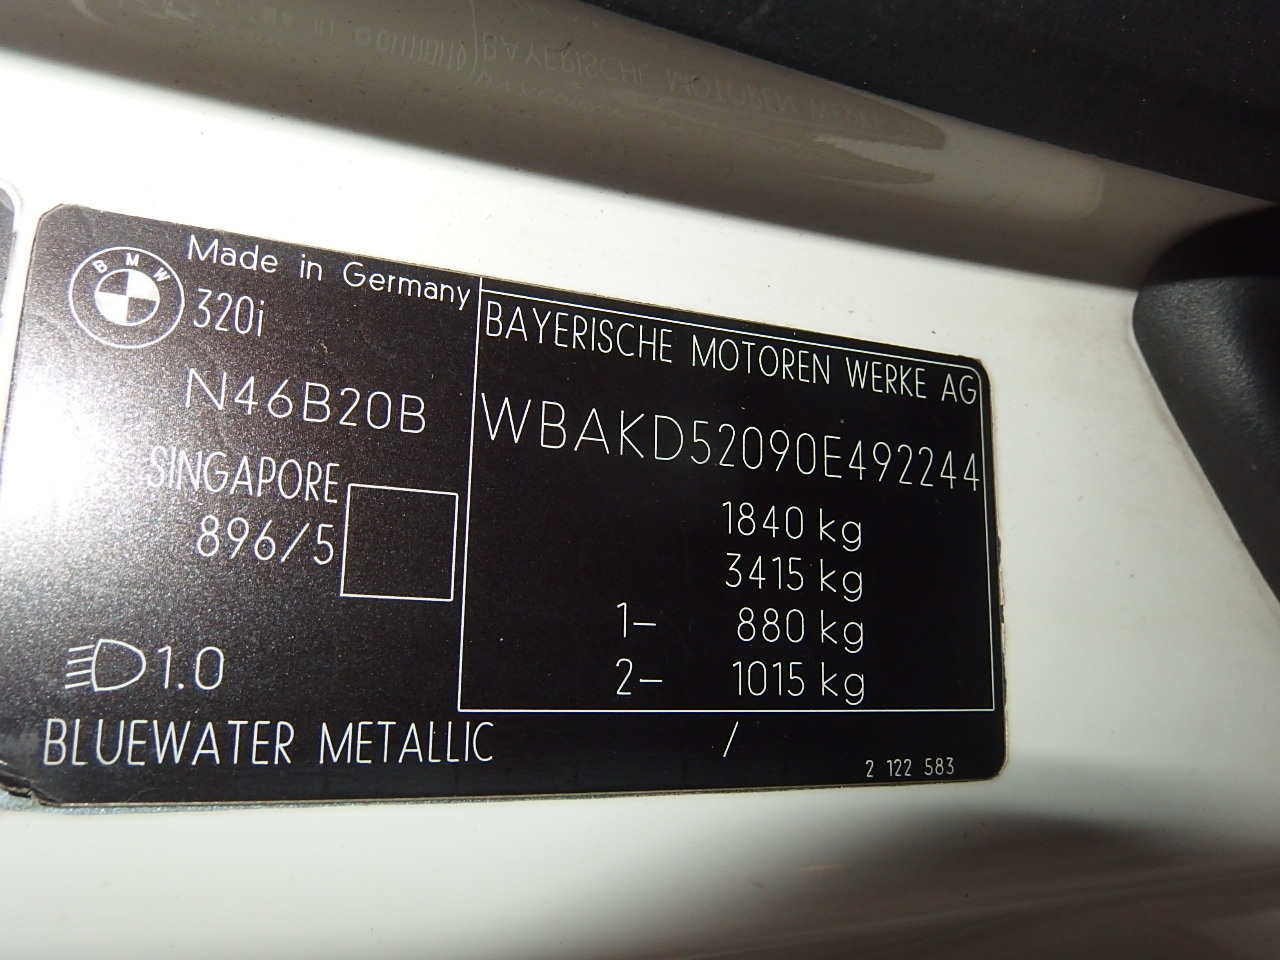 BMW
Made in Germany
320i
N46B20B
SINGAPORE
896/5
1.0
BLUEWATER METALLIC
BAYERISCHE MOTOREN WERKE AG
WBAKD52090E492244
1840 kg
3415 kg
1- 880 kg
2- 1015 kg
/
2 122 583